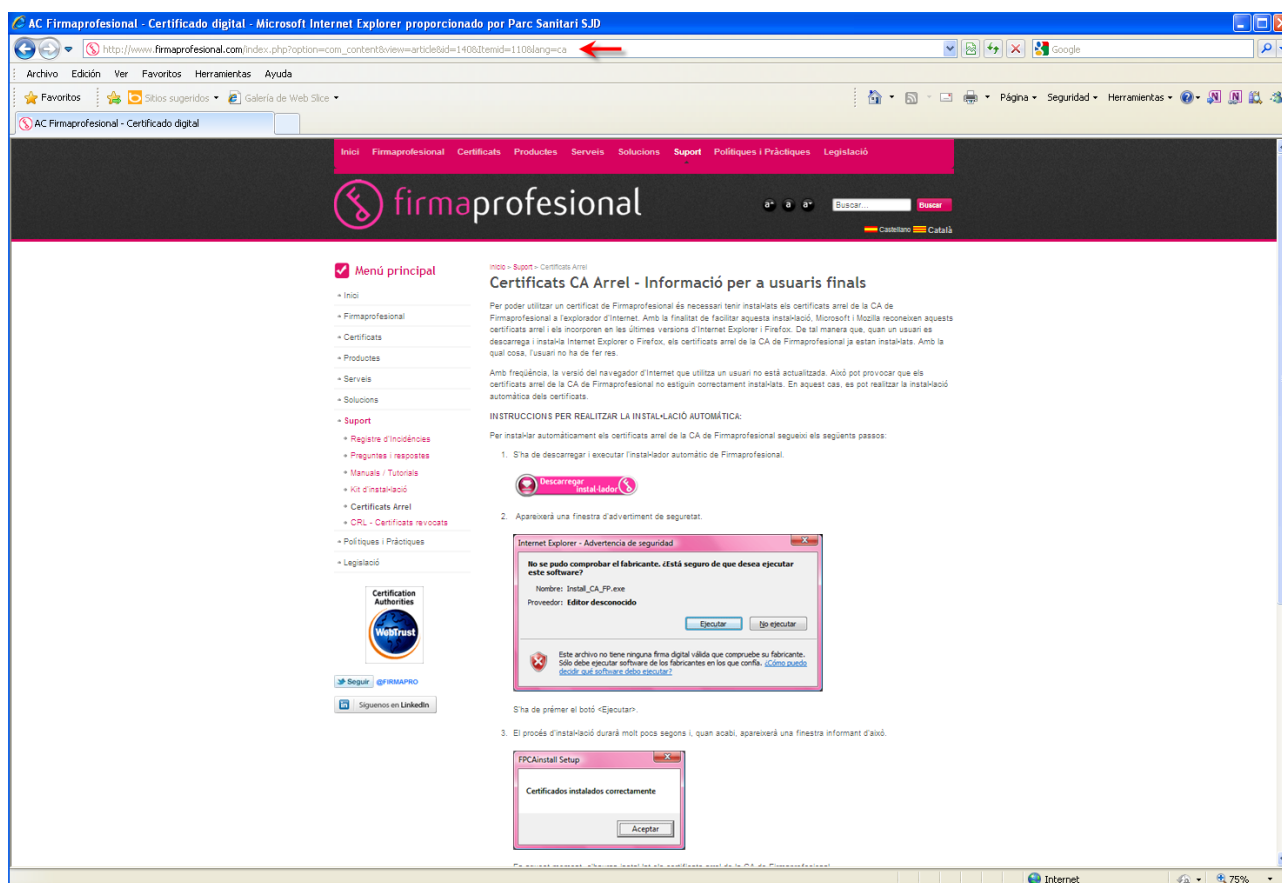 AC Firmaprofesional - Certificado digital - Microsoft Internet Explorer proporcionado por Parc Sanitari SJD
http://www.firmaprofesional.com/index.php?option=com_content&view=article&id=140&Itemid=110&lang=ca
Google
Archivo Edición Ver Favoritos Herramientas Ayuda
Favoritos Sitios sugeridos Galería de Web Slice
Página Seguridad Herramientas
AC Firmaprofesional - Certificado digital
Inici Firmaprofesional Certificats Productes Serveis Solucions Suport Polítiques i Pràctiques Legislació
firmaprofesional
a+ a a+ Buscar... Buscar
Castellano Català
Menú principal
Inici
Firmaprofesional
Certificats
Productes
Serveis
Solucions
Suport
Registre d'Incidències
Preguntes i respostes
Manuals / Tutorials
Kit d'instal•lació
Certificats Arrel
CRL - Certificats revocats
Polítiques i Pràctiques
Legislació
Certification
Authorities
WebTrust
Seguir @FIRMAPRO
Síguenos en LinkedIn
Inicio > Suport > Certificats Arrel
Certificats CA Arrel - Informació per a usuaris finals
Per poder utilitzar un certificat de Firmaprofesional és necessari tenir instal•lats els certificats arrel de la CA de
Firmaprofesional a l'explorador d'Internet. Amb la finalitat de facilitar aquesta instal•lació, Microsoft i Mozilla reconeixen aquests
certificats arrel i els incorporen en les últimes versions d'Internet Explorer i Firefox. De tal manera que, quan un usuari es
descarrega i instal•la Internet Explorer o Firefox, els certificats arrel de la CA de Firmaprofesional ja estan instal•lats. Amb la
qual cosa, l'usuari no ha de fer res.
Amb freqüència, la versió del navegador d'Internet que utilitza un usuari no està actualitzada. Això pot provocar que els
certificats arrel de la CA de Firmaprofesional no estiguin correctament instal•lats. En aquest cas, es pot realitzar la instal•lació
automàtica dels certificats.
INSTRUCCIONS PER REALITZAR LA INSTAL•LACIÓ AUTOMÀTICA:
Per instal•lar automàticament els certificats arrel de la CA de Firmaprofesional segueixi els següents passos:
1. S'ha de descarregar i executar l'instal•lador automàtic de Firmaprofesional.
Descarregar
instal·lador
2. Apareixerà una finestra d'advertiment de seguretat.
Internet Explorer - Advertencia de seguridad
No se pudo comprobar el fabricante. ¿Está seguro de que desea ejecutar
este software?
Nombre: Install_CA_FP.exe
Proveedor: Editor desconocido
Ejecutar No ejecutar
Este archivo no tiene ninguna firma digital válida que compruebe su fabricante.
Sólo debe ejecutar software de los fabricantes en los que confía. ¿Cómo puedo
decidir qué software debo ejecutar?
S'ha de prémer el botó <Ejecutar>.
3. El procés d'instal•lació durarà molt pocs segons i, quan acabi, apareixerà una finestra informant d'això.
FPCAinstall Setup
Certificados instalados correctamente
Aceptar
Internet 75%